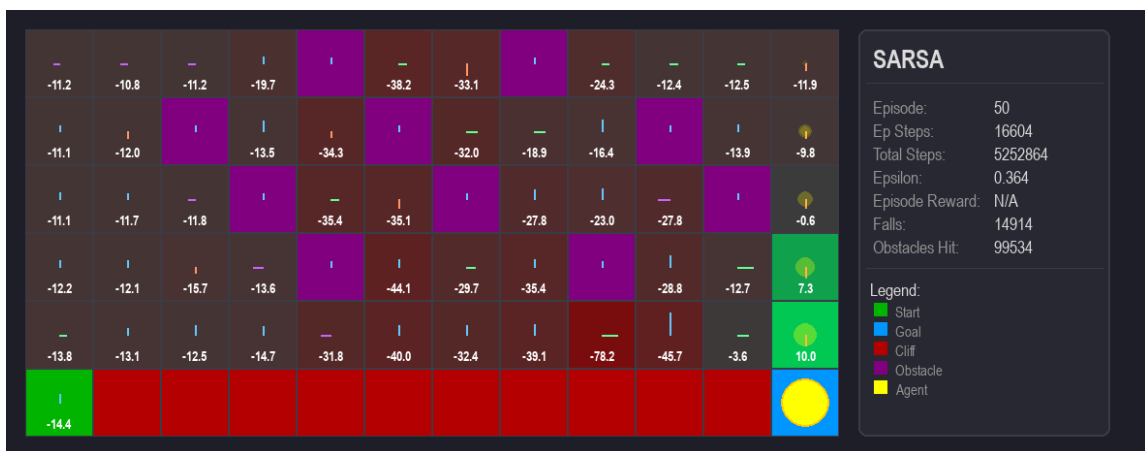 -11.2 -10.8 -11.2 -19.7 -38.2 -33.1 -24.3 -12.4 -12.5 -11.9
-11.1 -12.0 -13.5 -34.3 -32.0 -18.9 -16.4 -13.9 -9.8
-11.1 -11.7 -11.8 -35.4 -35.1 -27.8 -23.0 -27.8 -0.6
-12.2 -12.1 -15.7 -13.6 -44.1 -29.7 -35.4 -28.8 -12.7 7.3
-13.8 -13.1 -12.5 -14.7 -31.8 -40.0 -32.4 -39.1 -78.2 -45.7 -3.6 10.0
-14.4
SARSA
Episode: 50
Ep Steps: 16604
Total Steps: 5252864
Epsilon: 0.364
Episode Reward: N/A
Falls: 14914
Obstacles Hit: 99534
Legend:
Start
Goal
Cliff
Obstacle
Agent